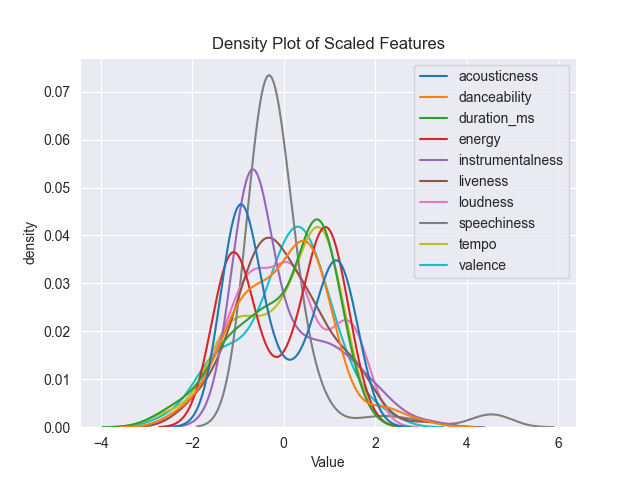 Density Plot of Scaled Features
density
0.07
0.06
0.05
0.04
0.03
0.02
0.01
0.00
−4
−2
0
2
4
6
Value
acousticness
danceability
duration_ms
energy
instrumentalness
liveness
loudness
speechiness
tempo
valence